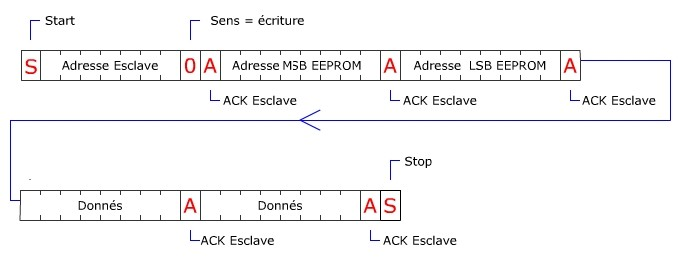 Start
Sens = écriture
S Adresse Esclave 0 A Adresse MSB EEPROM A Adresse LSB EEPROM A
ACK Esclave ACK Esclave ACK Esclave
Stop
Donnés A Donnés A S
ACK Esclave ACK Esclave